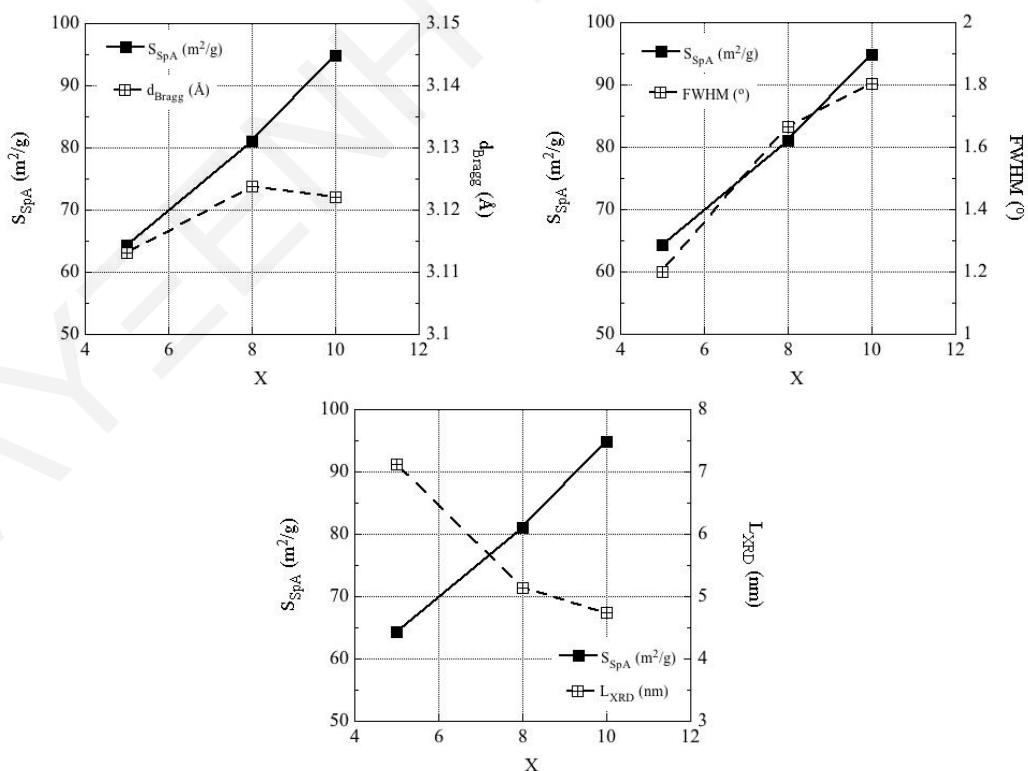 100
90
80
70
60
50
S_SpA (m²/g)
S_SpA (m²/g)
d_Bragg (Å)
3.15
3.144
3.13
3.12
3.111
3.1
d_Bragg (Å)
4 6 8 10 12
X
100
90
80
70
60
50
S_SpA (m²/g)
S_SpA (m²/g)
FWHM (°)
2
1.8
1.6
1.4
1.2
1
FWHM (°)
4 6 8 10 12
X
100
90
80
70
60
50
S_SpA (m²/g)
S_SpA (m²/g)
L_XRD (nm)
8
7
6
5
4
3
L_XRD (nm)
4 6 8 10 12
X